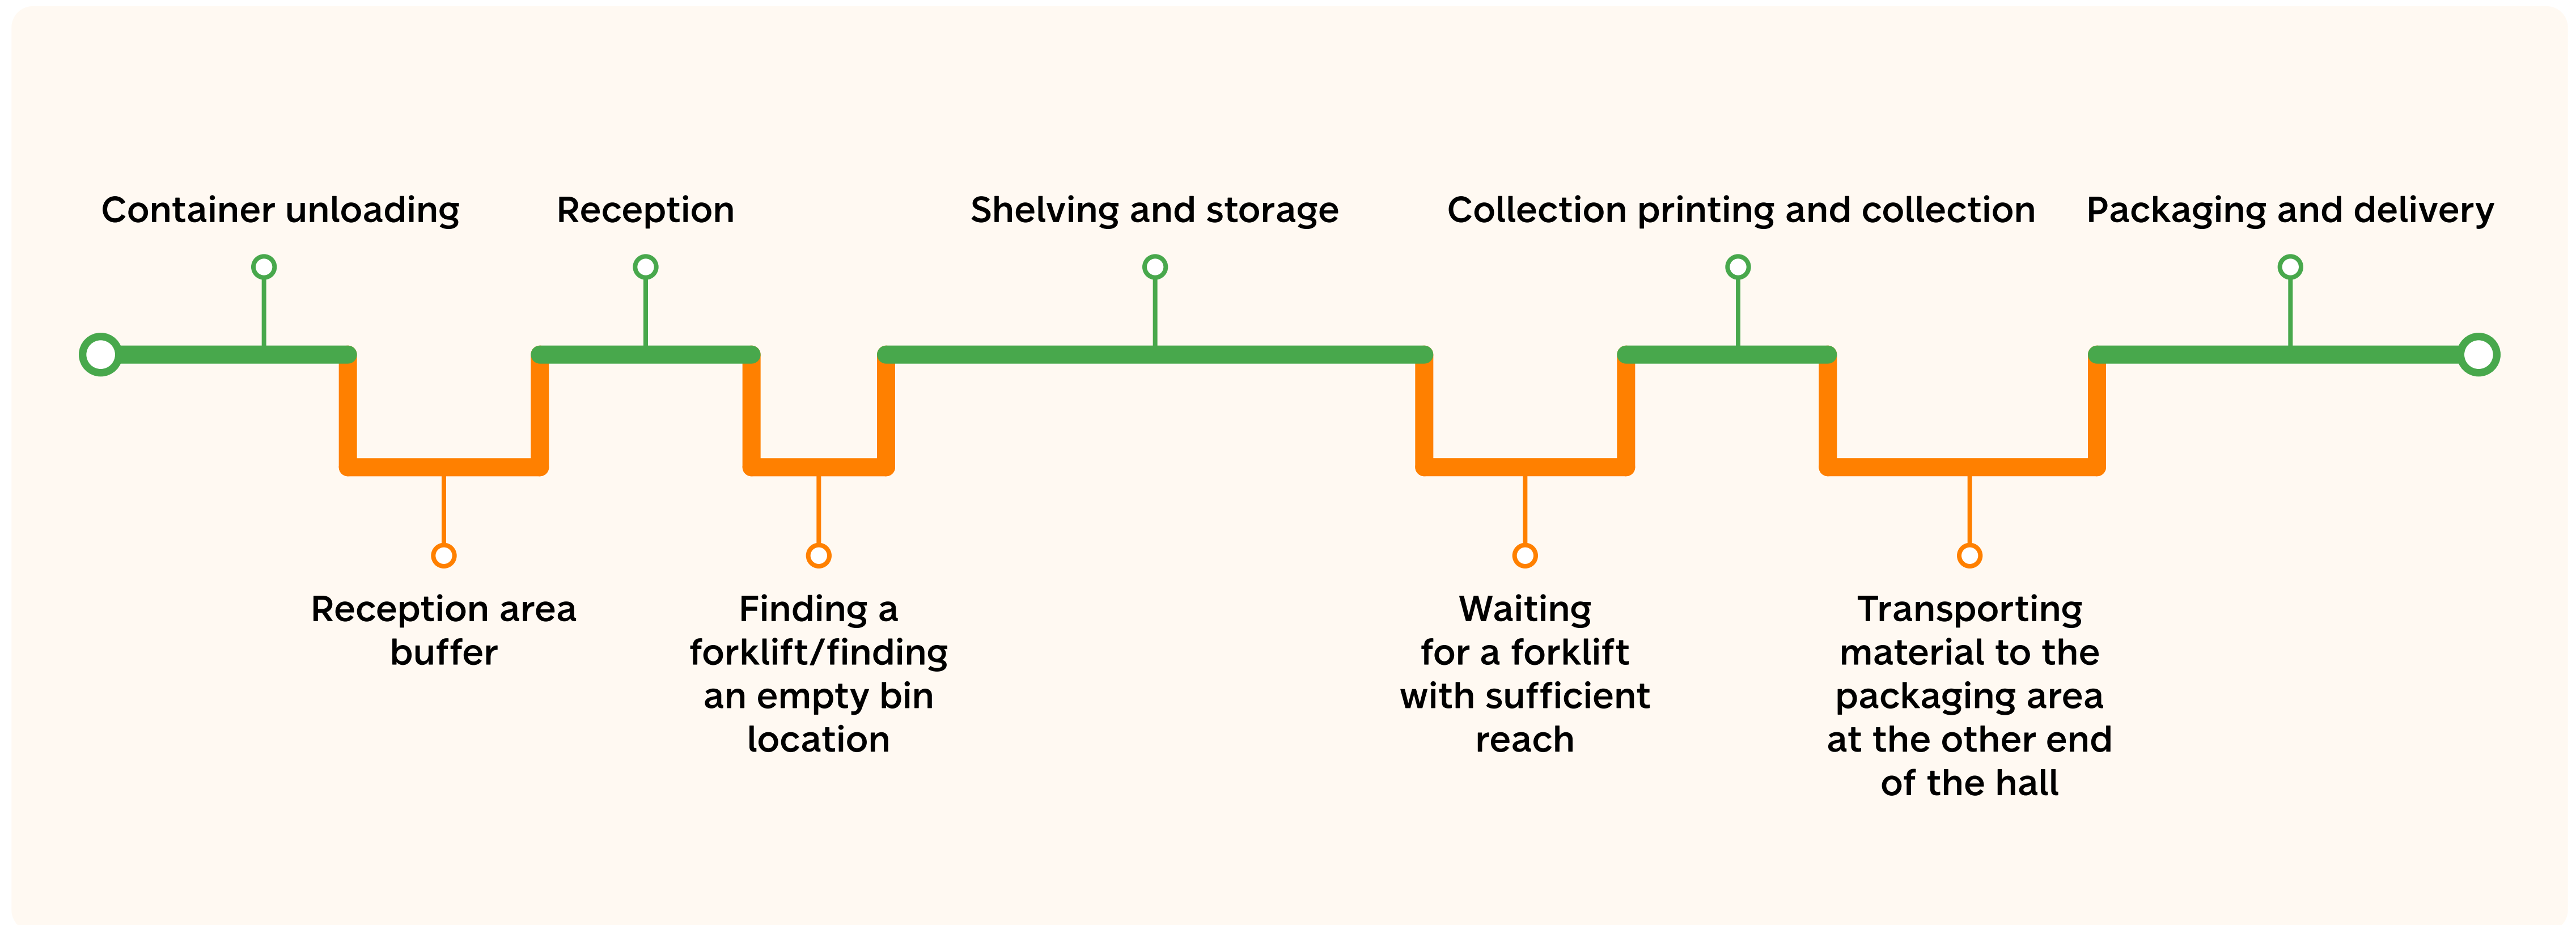 Container unloading
Reception
Shelving and storage
Collection printing and collection
Packaging and delivery
Reception area
buffer
Finding a
forklift/finding
an empty bin
location
Waiting
for a forklift
with sufficient
reach
Transporting
material to the
packaging area
at the other end
of the hall